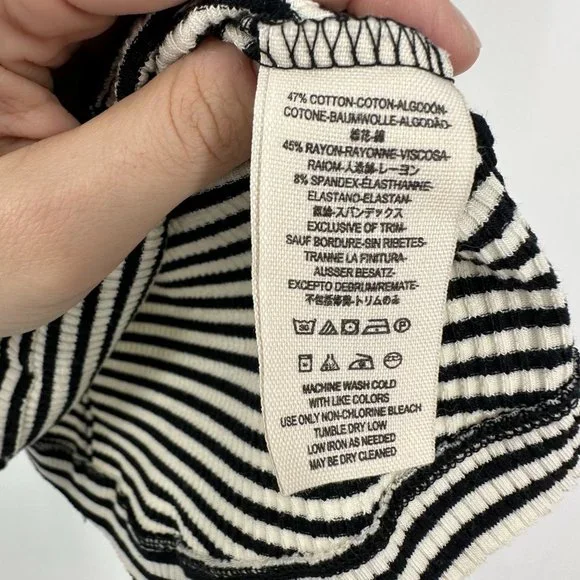 47% COTTON-COTON-ALGODÓN-
COTONE-BAUMWOLLE-ALGODÃO-
棉花-綿
45% RAYON-RAYONNE-VISCOSA-
RAIOM-人造絲-レーヨン
8% SPANDEX-ELASTHANNE-
ELASTANO-ELASTAN-
スパンデックス
EXCLUSIVE OF TRIM-
SAUF BORDURE-SIN RIBETES-
TRANNE LA FINITURA-
AUSSER BESATZ-
EXCEPTO DEBRUM/REMATE-
不包括修飾-トリムのみ
30
MACHINE WASH COLD
WITH LIKE COLORS
USE ONLY NON-CHLORINE BLEACH
TUMBLE DRY LOW
LOW IRON AS NEEDED
MAY BE DRY CLEANED